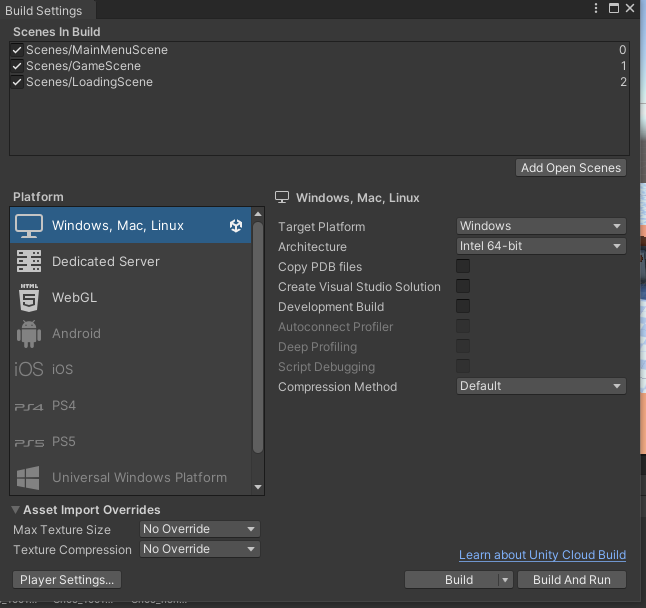 Build Settings
Scenes In Build
Scenes/MainMenuScene 0
Scenes/GameScene 1
Scenes/LoadingScene 2
Add Open Scenes
Platform
Windows, Mac, Linux
Dedicated Server
HTML
5
WebGL
Android
iOS iOS
PS4 PS4
PS5 PS5
Universal Windows Platform
Windows, Mac, Linux
Target Platform Windows
Architecture Intel 64-bit
Copy PDB files
Create Visual Studio Solution
Development Build
Autoconnect Profiler
Deep Profiling
Script Debugging
Compression Method Default
Asset Import Overrides
Max Texture Size No Override
Texture Compression No Override
Learn about Unity Cloud Build
Player Settings...
Build
Build And Run